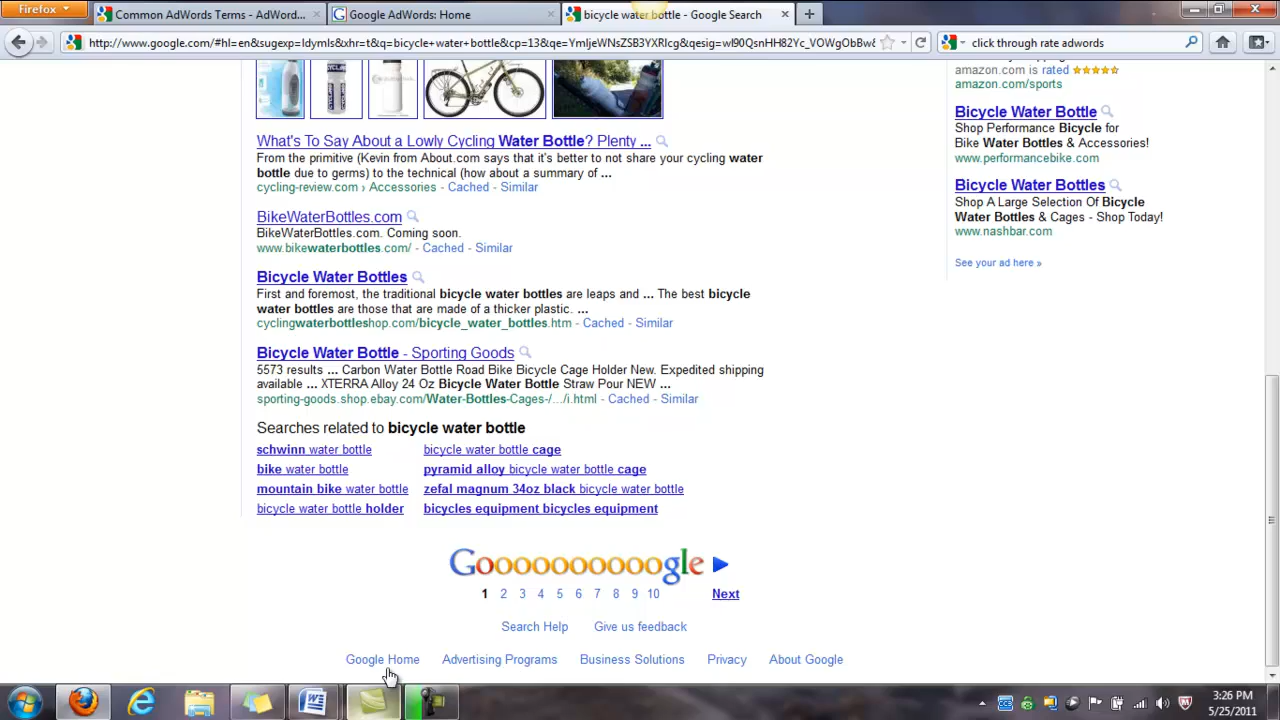 Firefox
Common AdWords Terms - AdWord...
Google AdWords: Home
bicycle water bottle - Google Search
http://www.google.com/#hl=en&sugexp=ldymls&xhr=t&q=bicycle+water+bottle&cp=13&qe=YmljeWNsZSB3YXRlcg&qesig=wl90QsnHH82Yc_VOWgObBw&
click through rate adwords
amazon.com is rated
amazon.com/sports
Bicycle Water Bottle
Shop Performance Bicycle for
Bike Water Bottles & Accessories!
www.performancebike.com
Bicycle Water Bottles
Shop A Large Selection Of Bicycle
Water Bottles & Cages - Shop Today!
www.nashbar.com
See your ad here »
What's To Say About a Lowly Cycling Water Bottle? Plenty ...
From the primitive (Kevin from About.com says that it's better to not share your cycling water
bottle due to germs) to the technical (how about a summary of ...
cycling-review.com › Accessories - Cached - Similar
BikeWaterBottles.com
BikeWaterBottles.com. Coming soon.
www.bikewaterbottles.com/ - Cached - Similar
Bicycle Water Bottles
First and foremost, the traditional bicycle water bottles are leaps and ... The best bicycle
water bottles are those that are made of a thicker plastic. ...
cyclingwaterbottleshop.com/bicycle_water_bottles.htm - Cached - Similar
Bicycle Water Bottle - Sporting Goods
5573 results ... Carbon Water Bottle Road Bike Bicycle Cage Holder New. Expedited shipping
available ... XTERRA Alloy 24 Oz Bicycle Water Bottle Straw Pour NEW ...
sporting-goods.shop.ebay.com/Water-Bottles-Cages-/.../i.html - Cached - Similar
Searches related to bicycle water bottle
schwinn water bottle
bicycle water bottle cage
bike water bottle
pyramid alloy bicycle water bottle cage
mountain bike water bottle
zefal magnum 34oz black bicycle water bottle
bicycle water bottle holder
bicycles equipment bicycles equipment
Goooooooooogle
1 2 3 4 5 6 7 8 9 10 Next
Search Help Give us feedback
Google Home Advertising Programs Business Solutions Privacy About Google
3:26 PM
5/25/2011